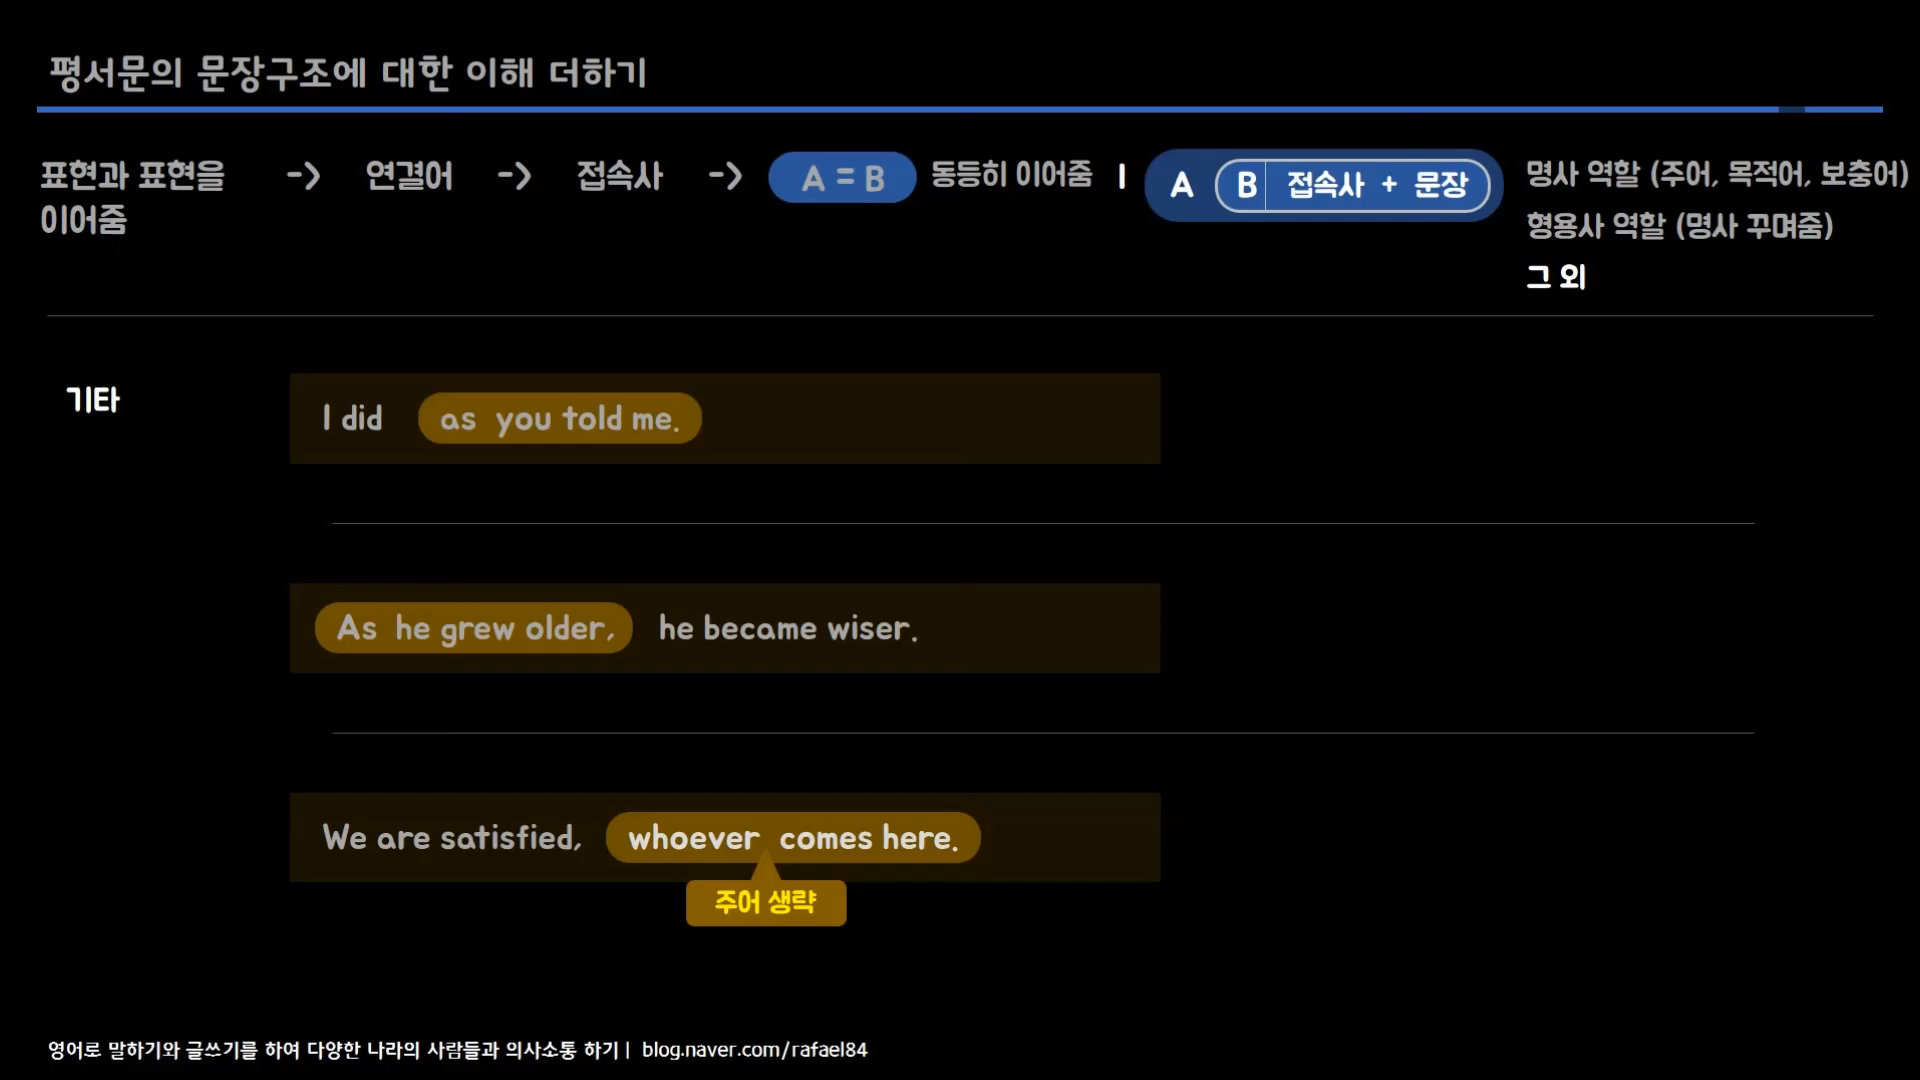 평서문의 문장구조에 대한 이해 더하기
표현과 표현을 -> 연결어 -> 접속사 -> A = B 동등히 이어줌 | A B 접속사 + 문장 명사 역할 (주어, 목적어, 보충어)
이어줌
형용사 역할 (명사 꾸며줌)
그 외
기타
I did as you told me.
As he grew older, he became wiser.
We are satisfied, whoever comes here.
주어 생략
영어로 말하기와 글쓰기를 하여 다양한 나라의 사람들과 의사소통 하기 | blog.naver.com/rafael84